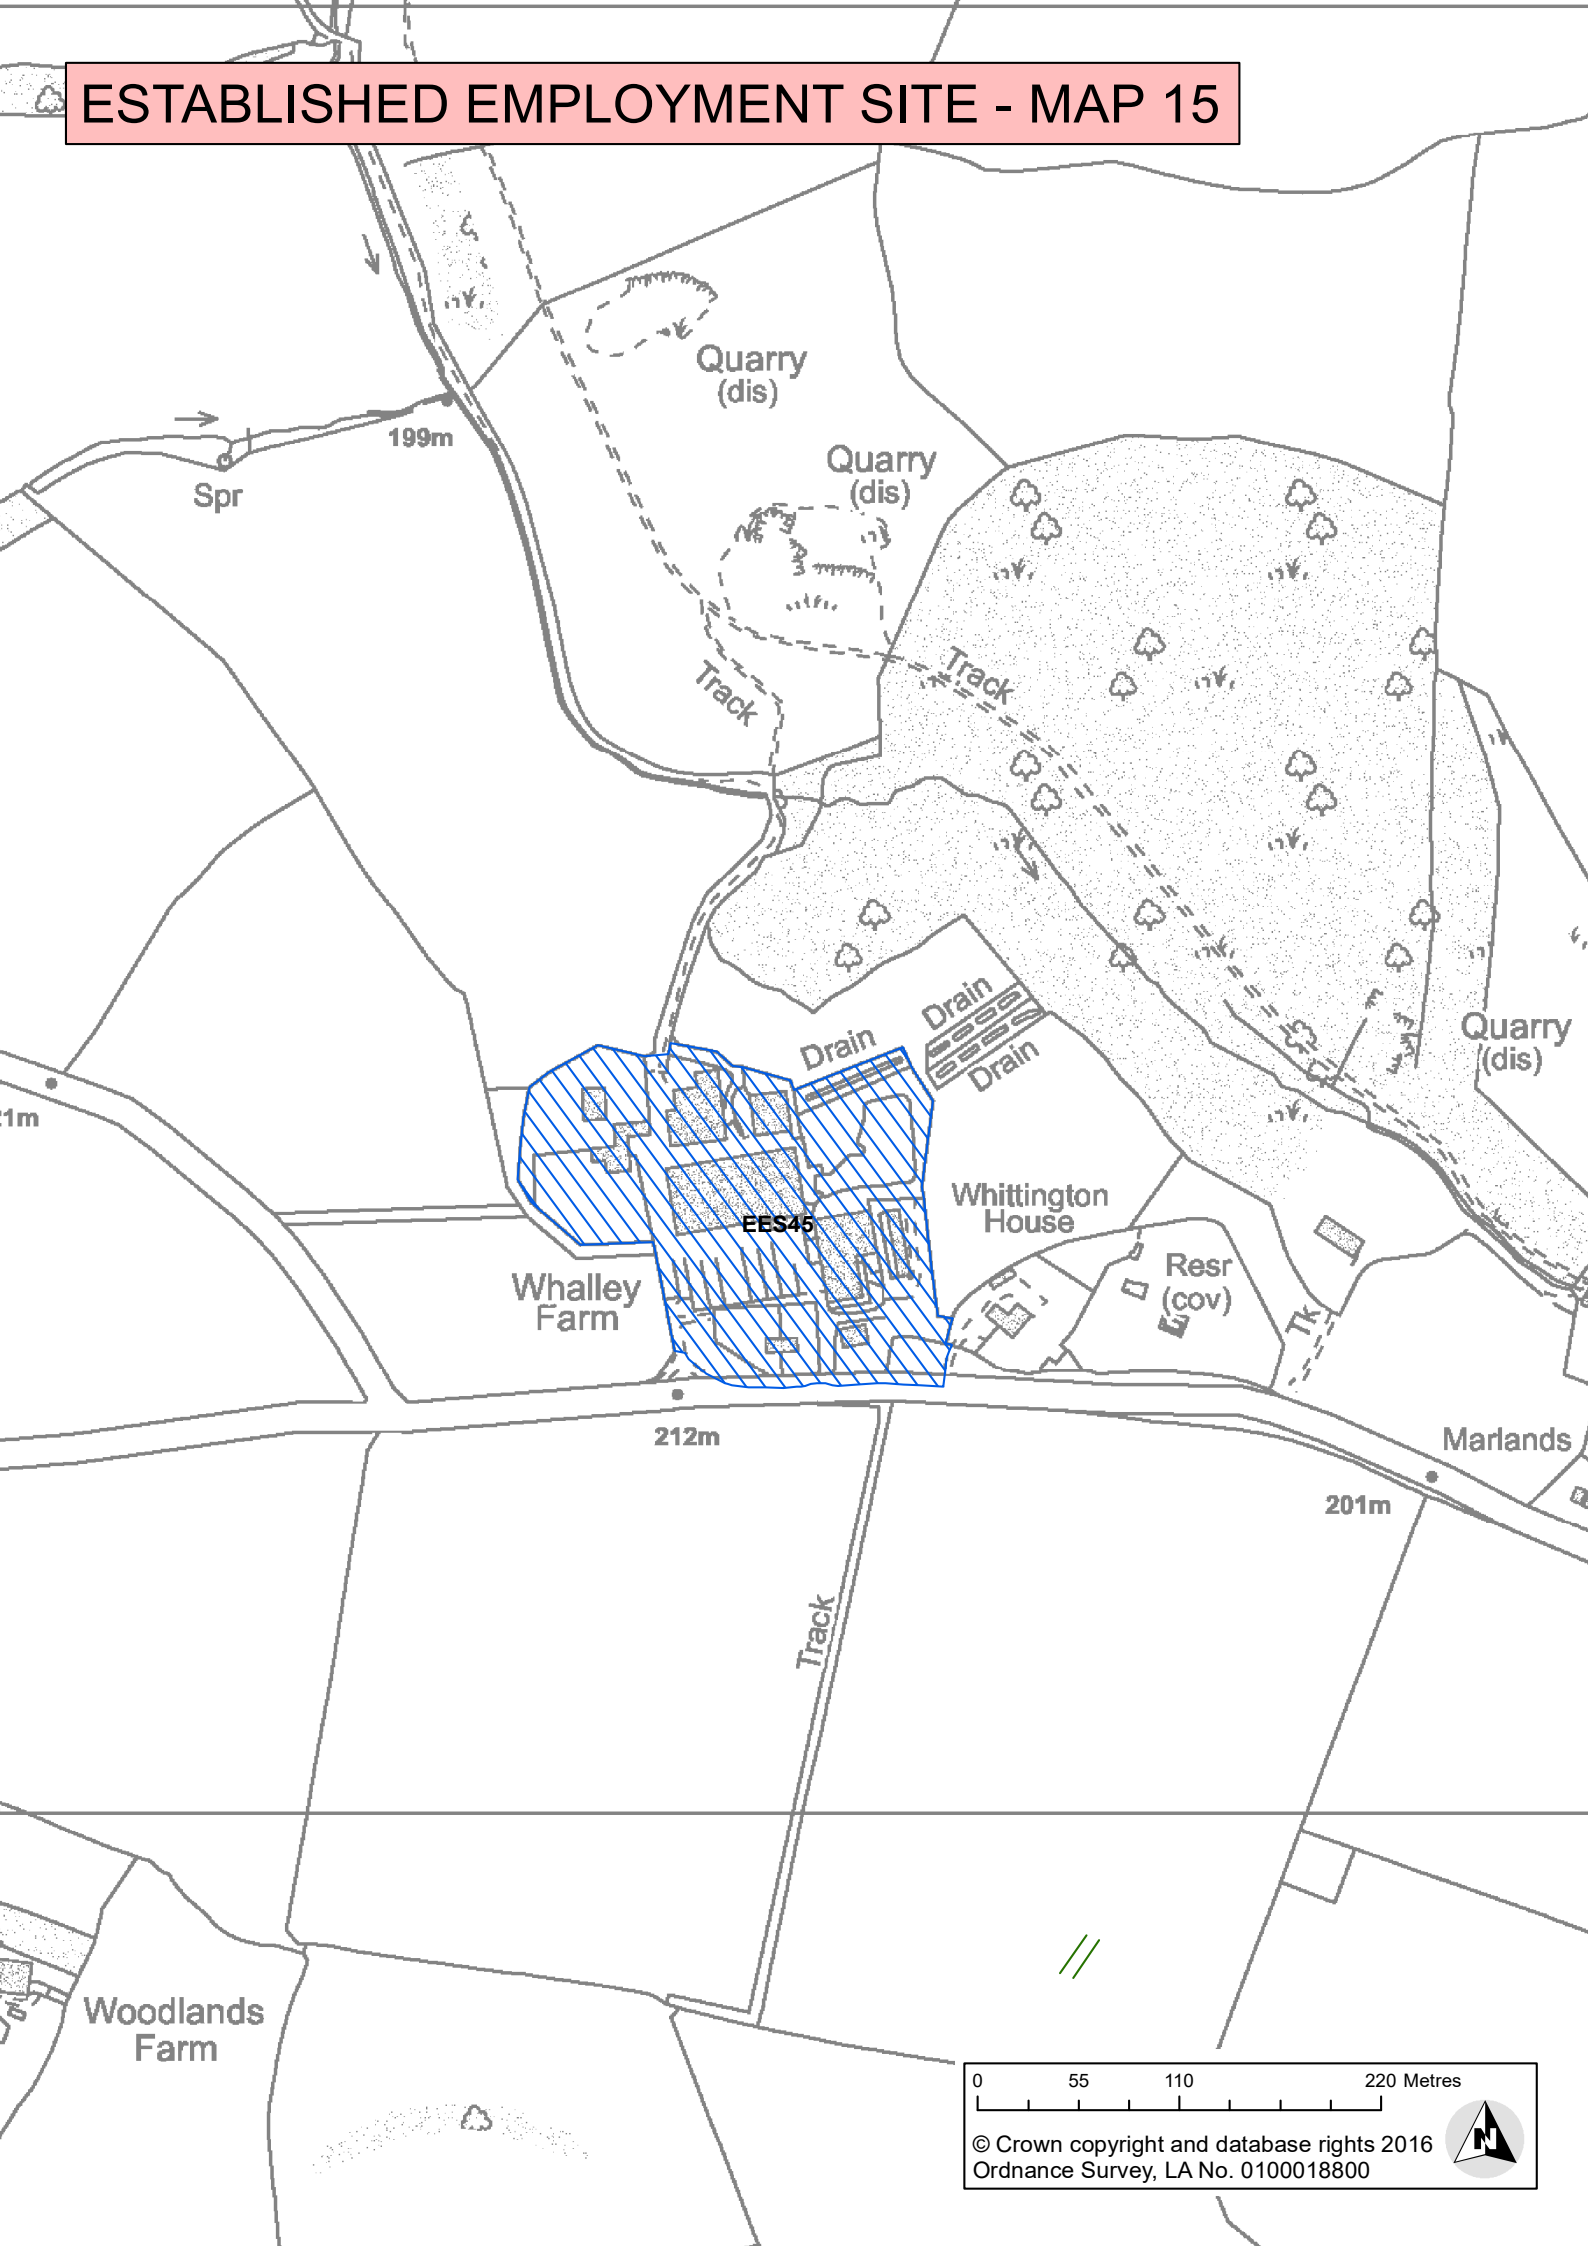 ESTABLISHED EMPLOYMENT SITE - MAP 15
Quarry
(dis)
199m
Quarry
(dis)
Spr
Track
Track
Drain
Drain
Drain
Quarry
(dis)
1m
Whittington
House
EES45
Resr
(cov)
Whalley
Farm
Tk
212m
Marlands
201m
Track
Woodlands
Farm
0 55 110 220 Metres
© Crown copyright and database rights 2016
Ordnance Survey, LA No. 0100018800
N